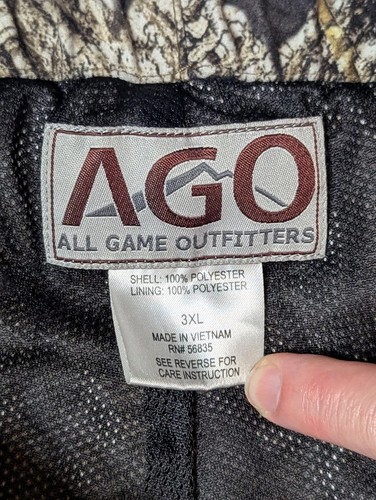 AGO
ALL GAME OUTFITTERS
SHELL: 100% POLYESTER
LINING: 100% POLYESTER
3XL
MADE IN VIETNAM
RN# 56835
SEE REVERSE FOR
CARE INSTRUCTION